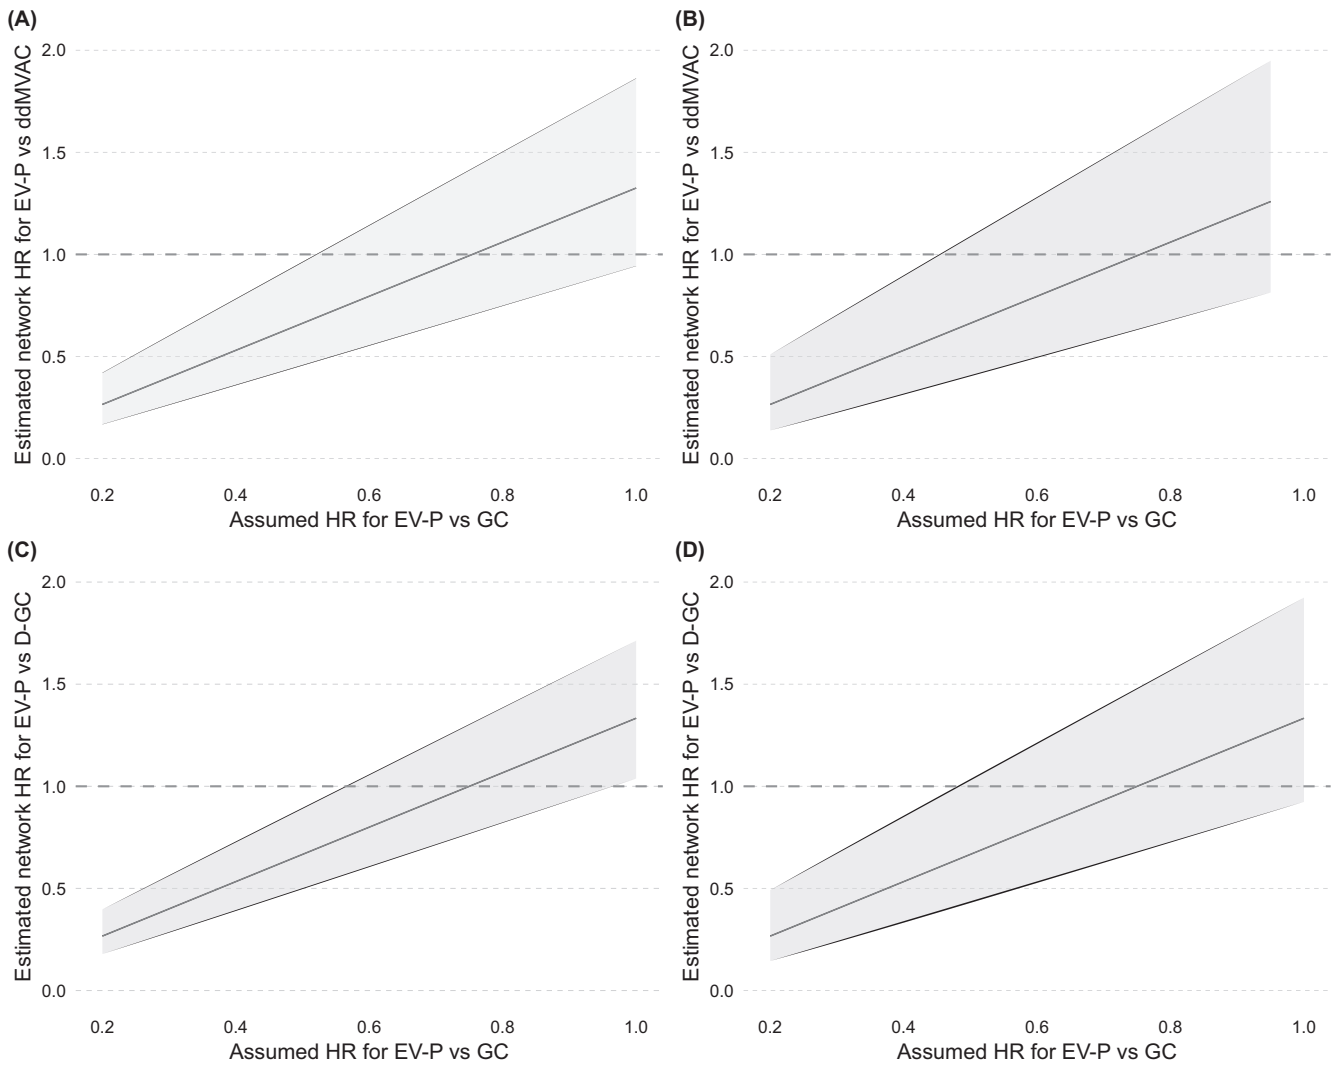 (A)
Estimated network HR for EV-P vs ddMVAC
2.0
1.5
1.0
0.5
0.0
0.2 0.4 0.6 0.8 1.0
Assumed HR for EV-P vs GC
(B)
Estimated network HR for EV-P vs ddMVAC
2.0
1.5
1.0
0.5
0.0
0.2 0.4 0.6 0.8 1.0
Assumed HR for EV-P vs GC
(C)
Estimated network HR for EV-P vs D-GC
2.0
1.5
1.0
0.5
0.0
0.2 0.4 0.6 0.8 1.0
Assumed HR for EV-P vs GC
(D)
Estimated network HR for EV-P vs D-GC
2.0
1.5
1.0
0.5
0.0
0.2 0.4 0.6 0.8 1.0
Assumed HR for EV-P vs GC